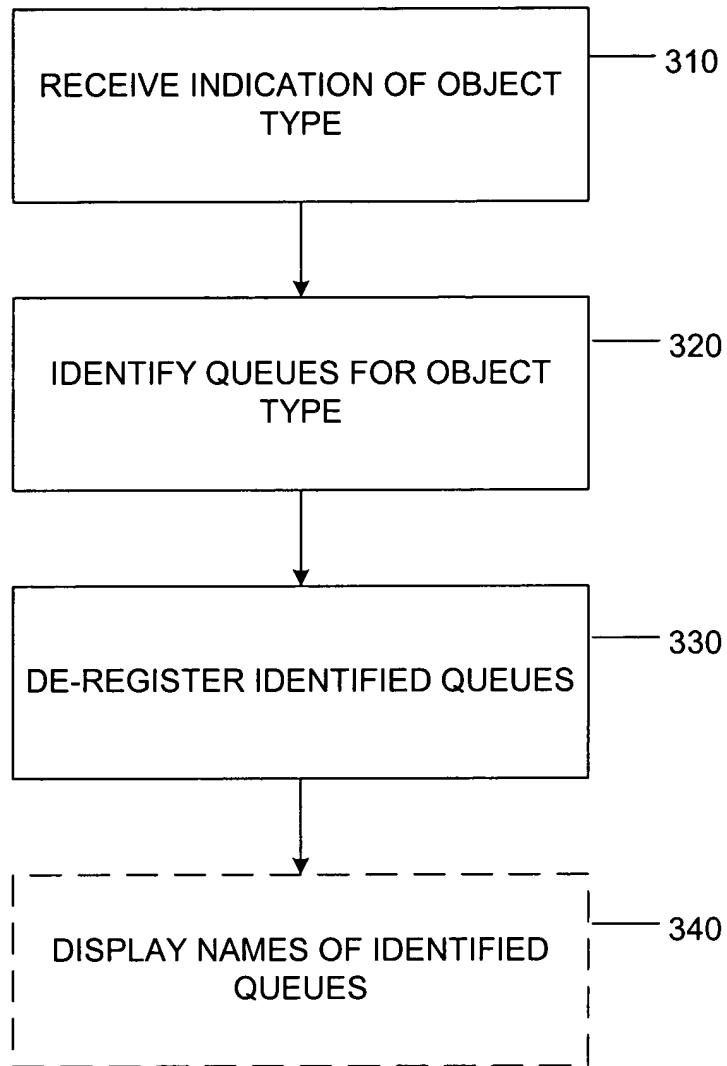 RECEIVE INDICATION OF OBJECT
TYPE
310
IDENTIFY QUEUES FOR OBJECT
TYPE
320
DE-REGISTER IDENTIFIED QUEUES
330
DISPLAY NAMES OF IDENTIFIED
QUEUES
340